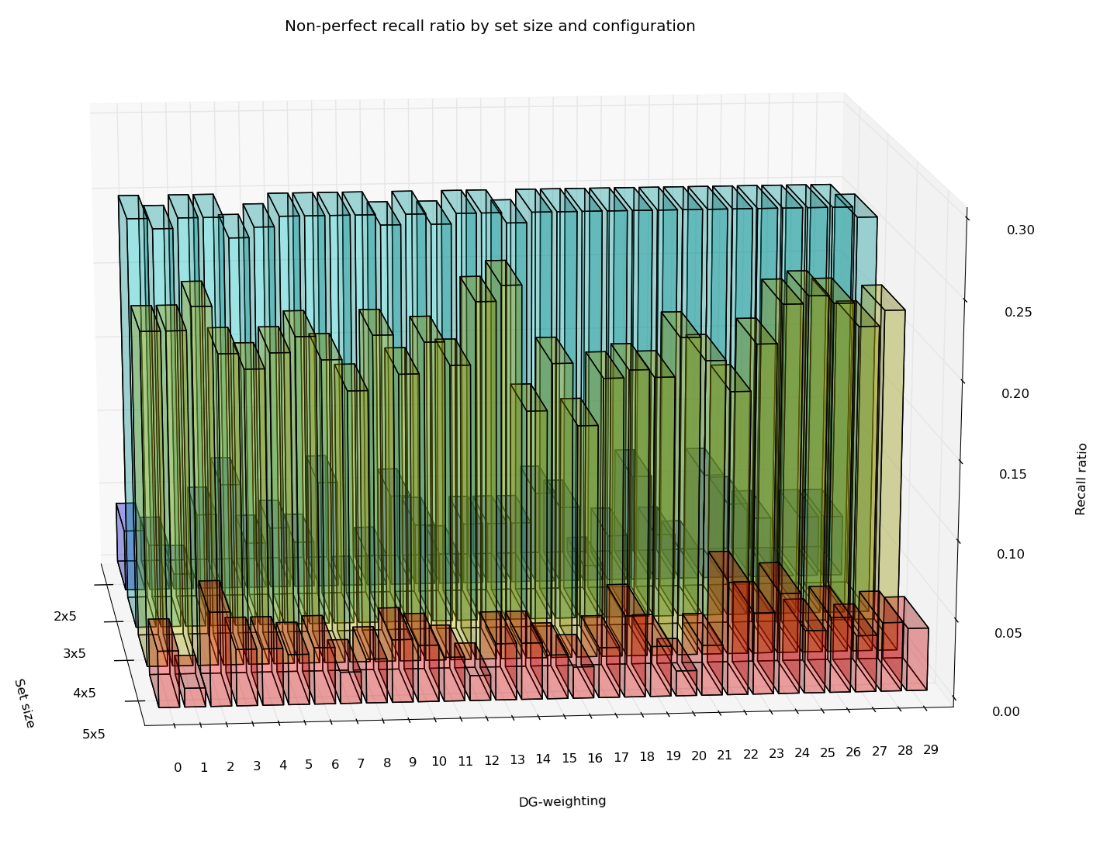 Non-perfect recall ratio by set size and configuration
0.30
0.25
0.20
0.15
0.10
0.05
0.00
Recall ratio
2x5
3x5
4x5
5x5
Set size
0 1 2 3 4 5 6 7 8 9 10 11 12 13 14 15 16 17 18 19 20 21 22 23 24 25 26 27 28 29
DG-weighting